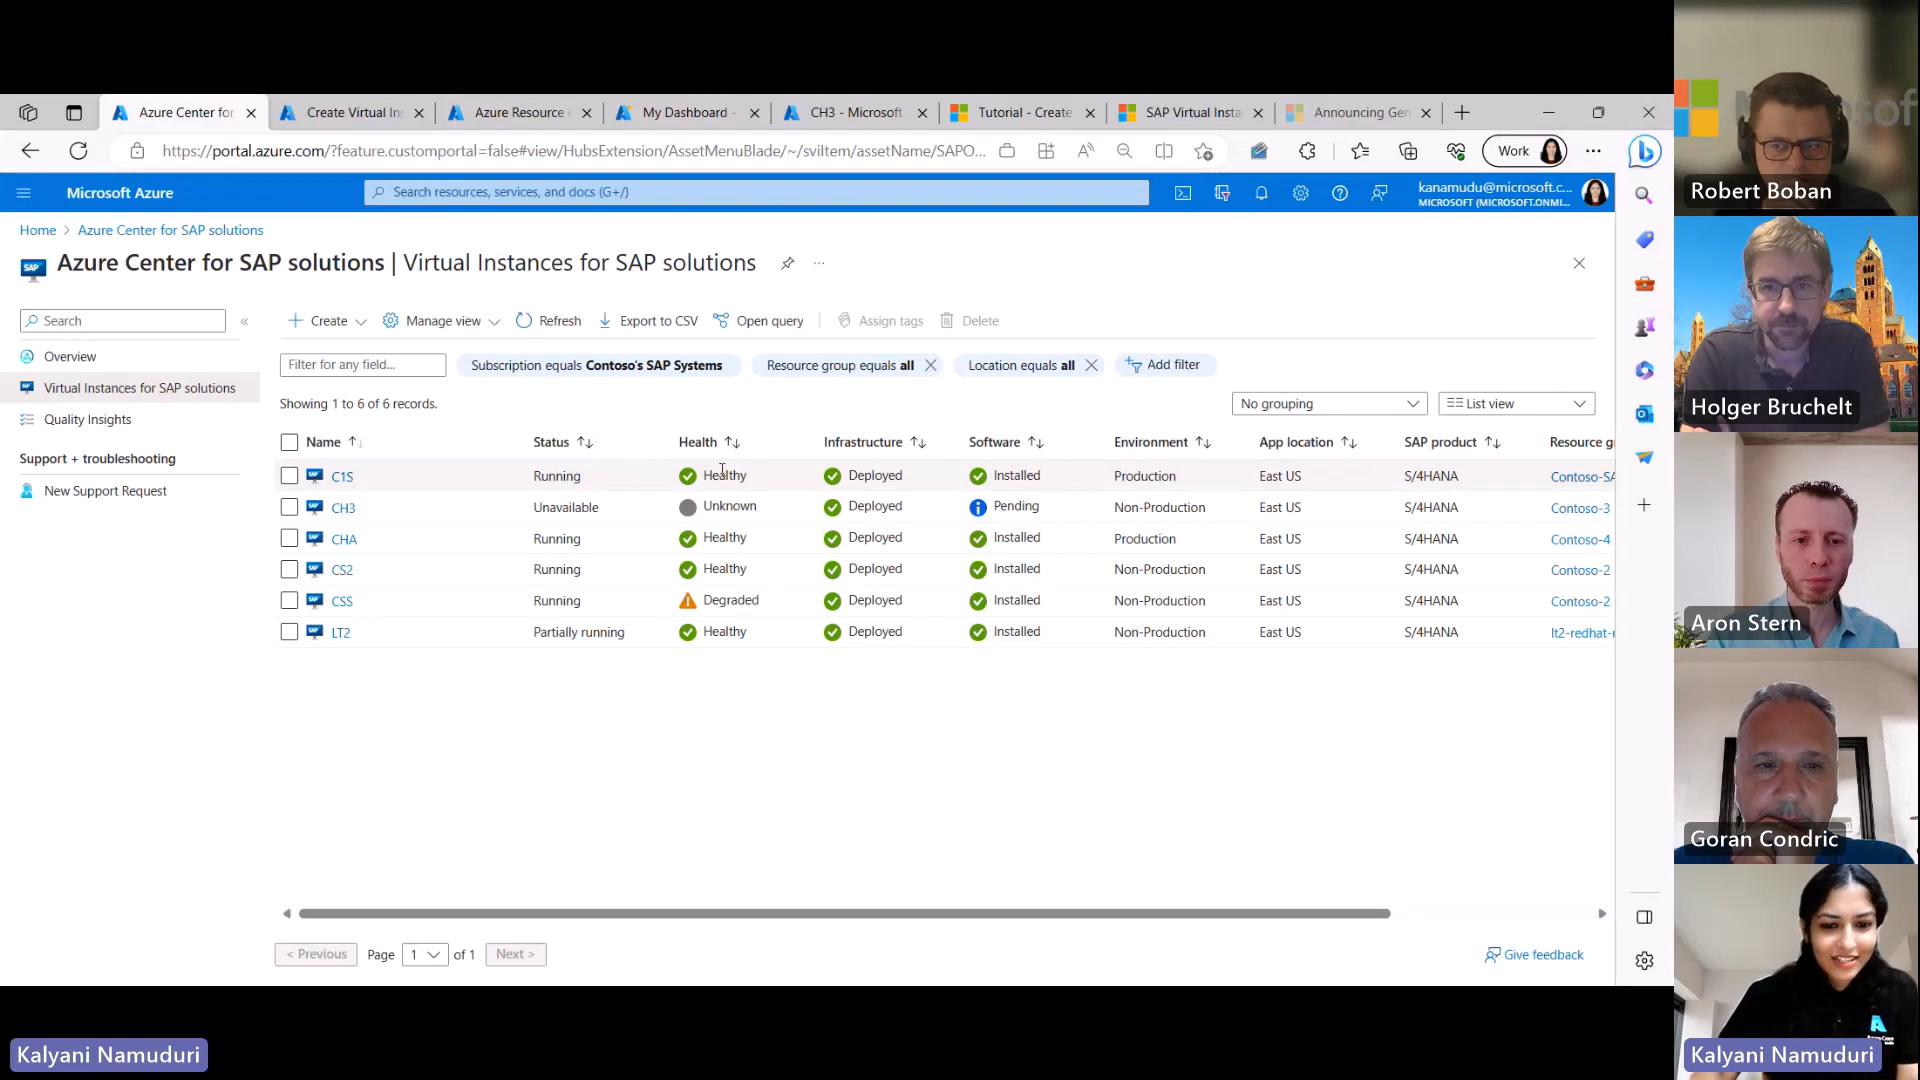 Azure Center for
Create Virtual In
Azure Resource
My Dashboard -
CH3 - Microsoft
Tutorial - Create
SAP Virtual Insta
Announcing Gen
https://portal.azure.com/?feature.customportal=false#view/HubsExtension/AssetMenuBlade/~/sviItem/assetName/SAPO...
Work
Microsoft Azure
Search resources, services, and docs (G+/)
kanamudu@microsoft.c...
MICROSOFT (MICROSOFT.ONMI...
Home > Azure Center for SAP solutions
SAP
Azure Center for SAP solutions | Virtual Instances for SAP solutions
Search
Overview
Virtual Instances for SAP solutions
Quality Insights
Support + troubleshooting
New Support Request
Create
Manage view
Refresh
Export to CSV
Open query
Assign tags
Delete
Filter for any field...
Subscription equals Contoso's SAP Systems
Resource group equals all
Location equals all
Add filter
Showing 1 to 6 of 6 records.
No grouping
List view
Name Status Health Infrastructure Software Environment App location SAP product Resource gr
C1S Running Healthy Deployed Installed Production East US S/4HANA Contoso-SA
CH3 Unavailable Unknown Deployed Pending Non-Production East US S/4HANA Contoso-3
CHA Running Healthy Deployed Installed Production East US S/4HANA Contoso-4
CS2 Running Healthy Deployed Installed Non-Production East US S/4HANA Contoso-2
CSS Running Degraded Deployed Installed Non-Production East US S/4HANA Contoso-2
LT2 Partially running Healthy Deployed Installed Non-Production East US S/4HANA lt2-redhat-r
< Previous
Page 1 of 1
Next >
Give feedback
Kalyani Namuduri
Robert Boban
Holger Bruchelt
Aron Stern
Goran Condric
Kalyani Namuduri